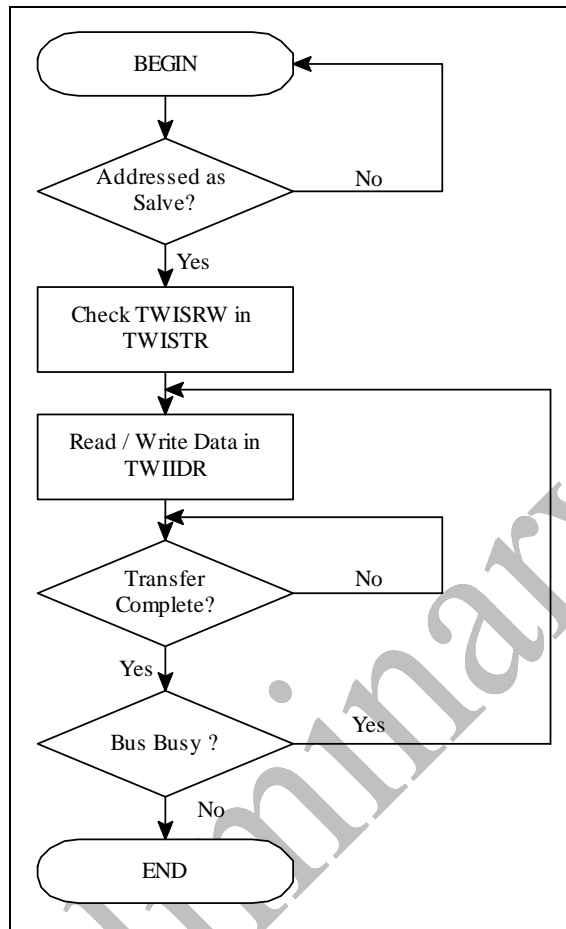 BEGIN
Addressed as
Salve?
No
Yes
Check TWISRW in
TWISTR
Read / Write Data in
TWIIDR
Transfer
Complete?
No
Yes
Bus Busy ?
Yes
No
END